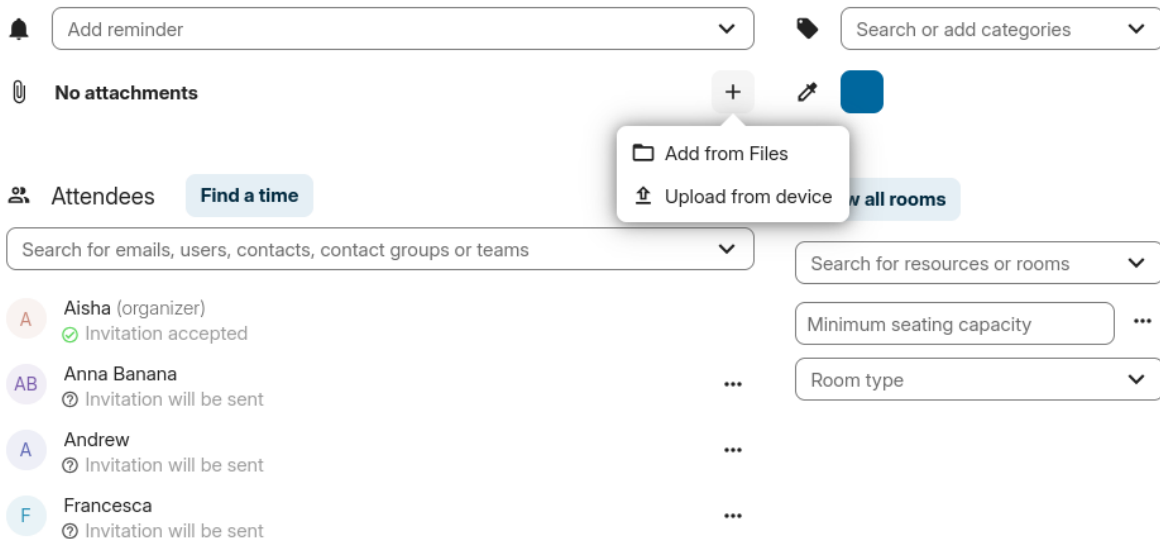 Add reminder
Search or add categories
No attachments
+
Add from Files
Upload from device
Attendees
Find a time
all rooms
Search for emails, users, contacts, contact groups or teams
Search for resources or rooms
A
Aisha (organizer)
Invitation accepted
Minimum seating capacity
AB
Anna Banana
Invitation will be sent
Room type
A
Andrew
Invitation will be sent
F
Francesca
Invitation will be sent